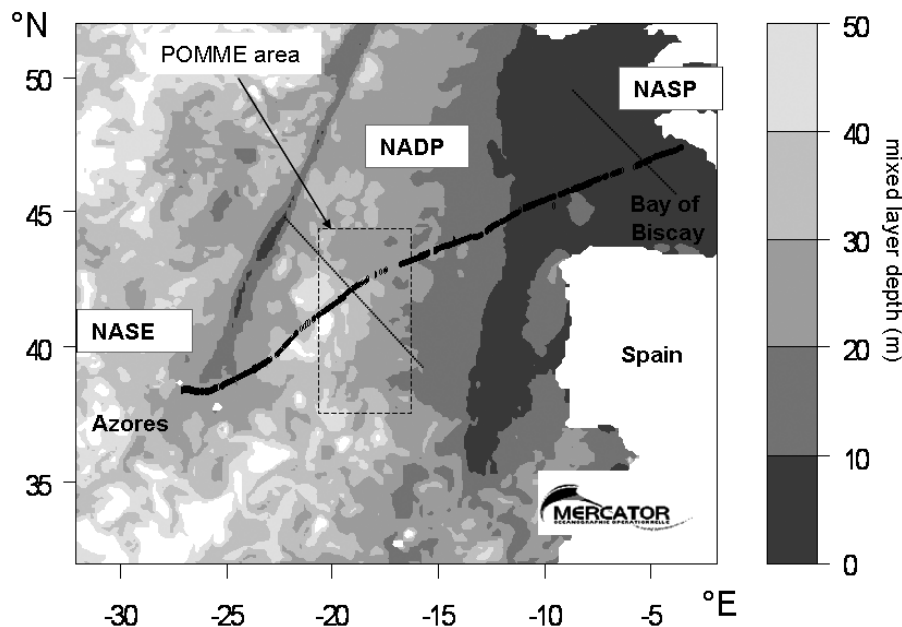 °N
50
45
40
35
POMME area
NASP
NADP
Bay of
Biscay
NASE
Spain
Azores
MERCATOR
OCEANOGRAPHIE OPERATIONNELLE
-30
-25
-20
-15
-10
-5
°E
50
40
30
20
10
0
mixed layer depth (m)